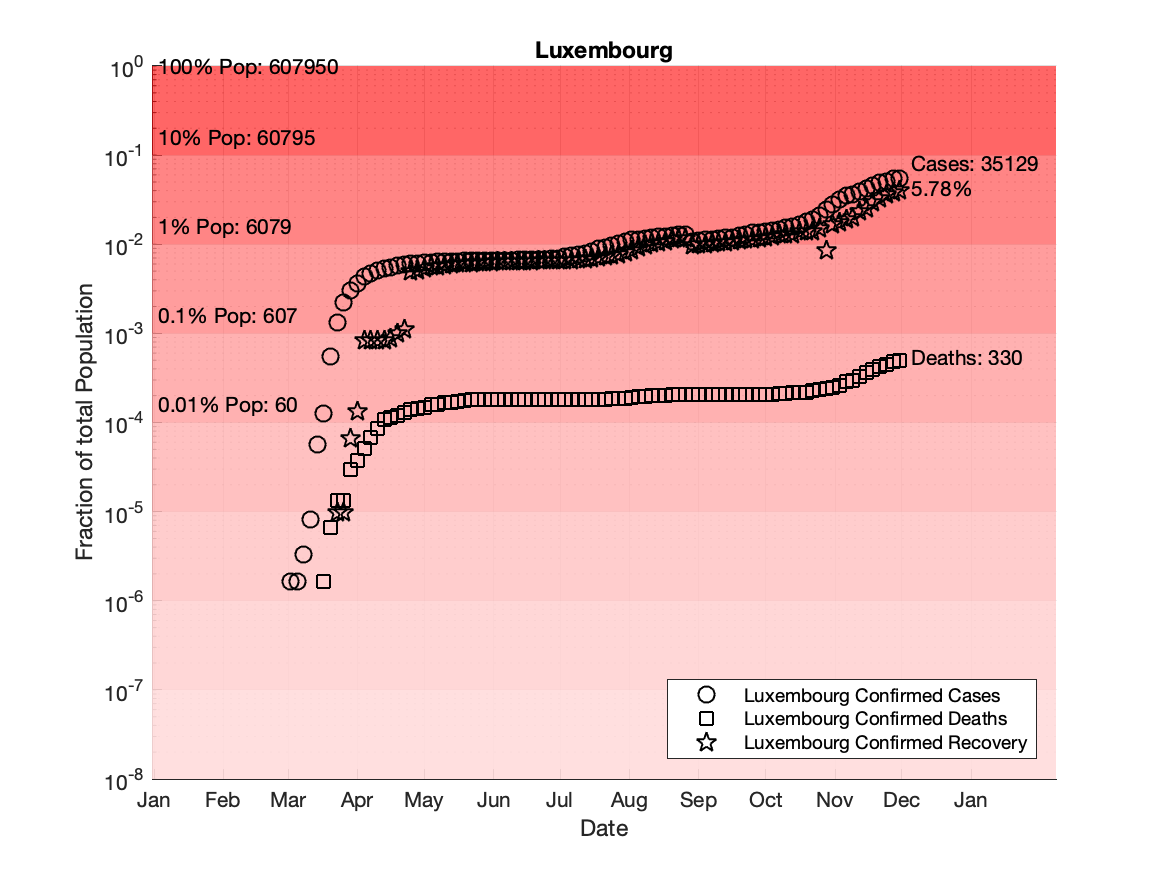 Luxembourg
10^0
100% Pop: 607950
10% Pop: 60795
10^-1
Cases: 35129
5.78%
1% Pop: 6079
10^-2
0.1% Pop: 607
10^-3
Deaths: 330
0.01% Pop: 60
10^-4
10^-5
10^-6
10^-7
10^-8
Fraction of total Population
Luxembourg Confirmed Cases
Luxembourg Confirmed Deaths
Luxembourg Confirmed Recovery
Jan Feb Mar Apr May Jun Jul Aug Sep Oct Nov Dec Jan
Date